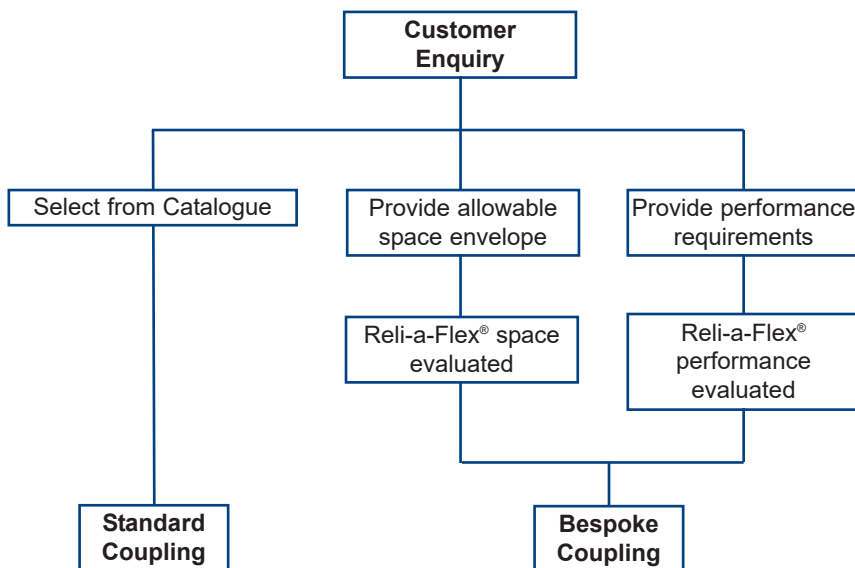 Customer
Enquiry
Select from Catalogue
Provide allowable
space envelope
Provide performance
requirements
Reli-a-Flex® space
evaluated
Reli-a-Flex®
performance
evaluated
Standard
Coupling
Bespoke
Coupling